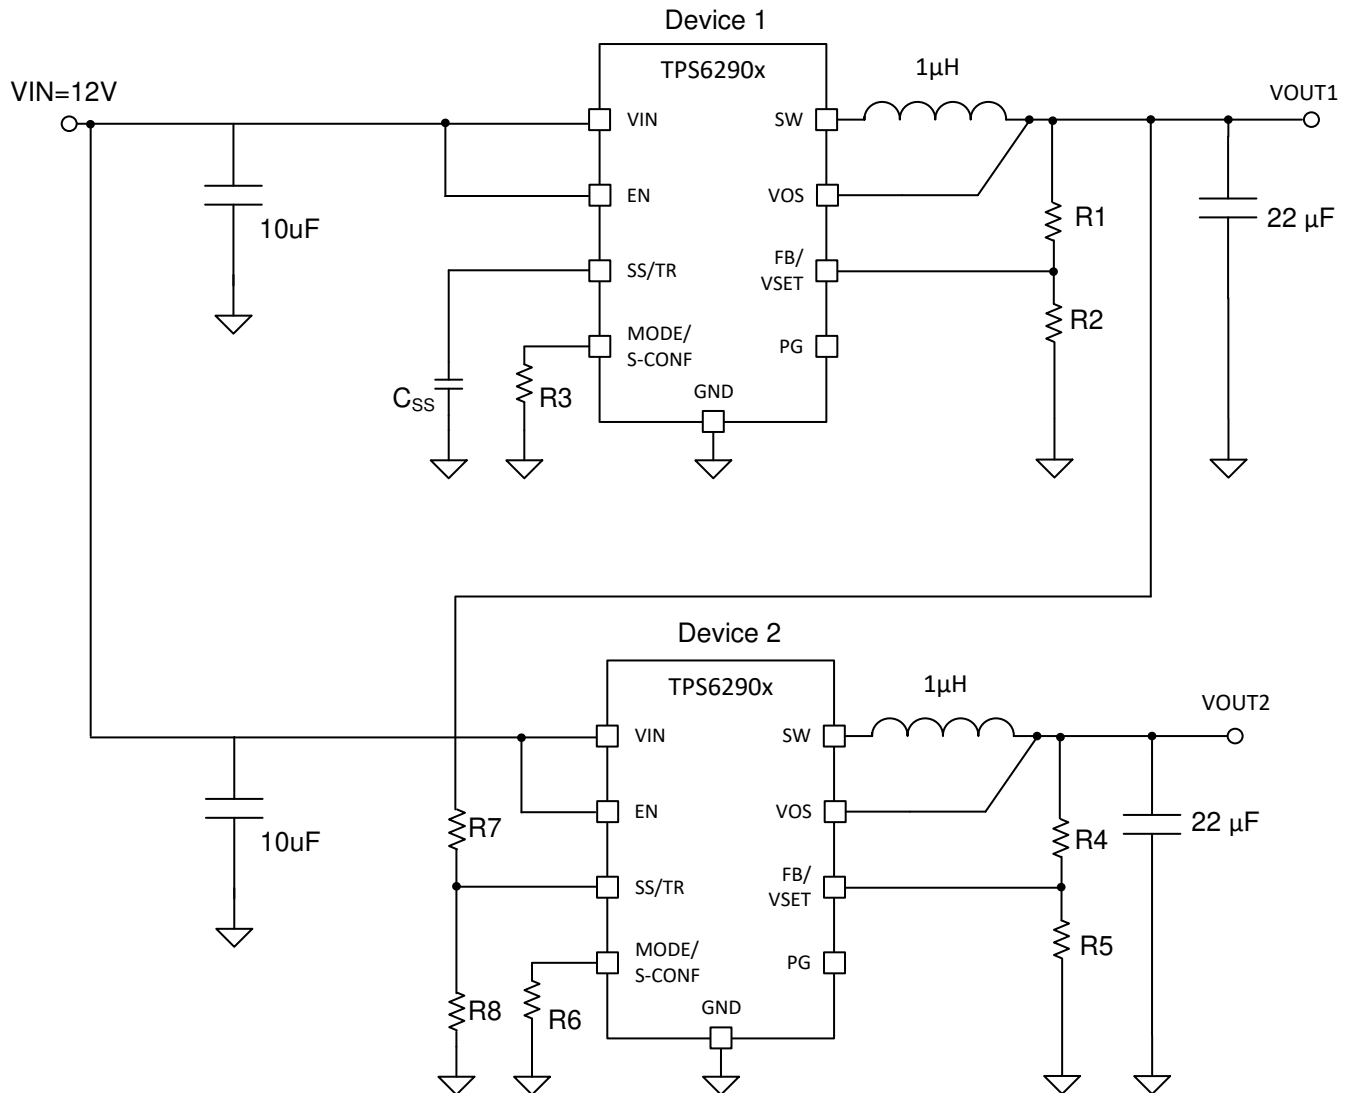 Device 1
TPS6290x
1µH
VIN=12V
VOUT1
VIN
SW
EN
VOS
R1
10uF
22 µF
SS/TR
FB/
VSET
R2
MODE/
S-CONF
PG
CSS
R3
GND
Device 2
TPS6290x
1µH
VOUT2
VIN
SW
EN
VOS
R7
R4
22 µF
10uF
SS/TR
FB/
VSET
R5
MODE/
S-CONF
PG
R8
R6
GND